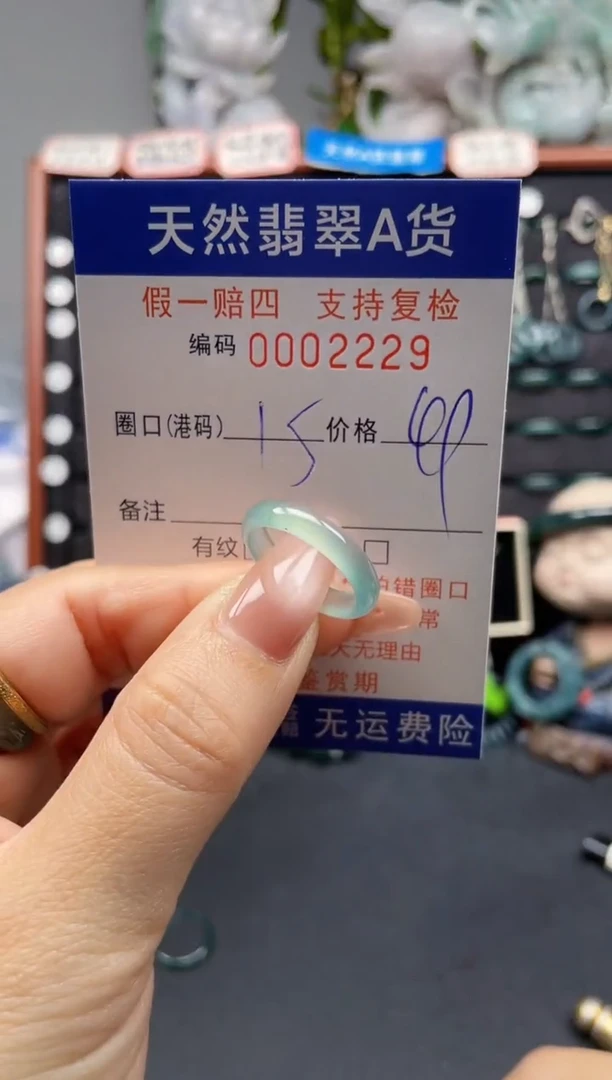 天然翡翠A货
假一赔四 支持复检
编码 0002229
圈口(港码) 15 价格
备注
有纹
错圈口
常
天无理由
鉴赏期
无运费险